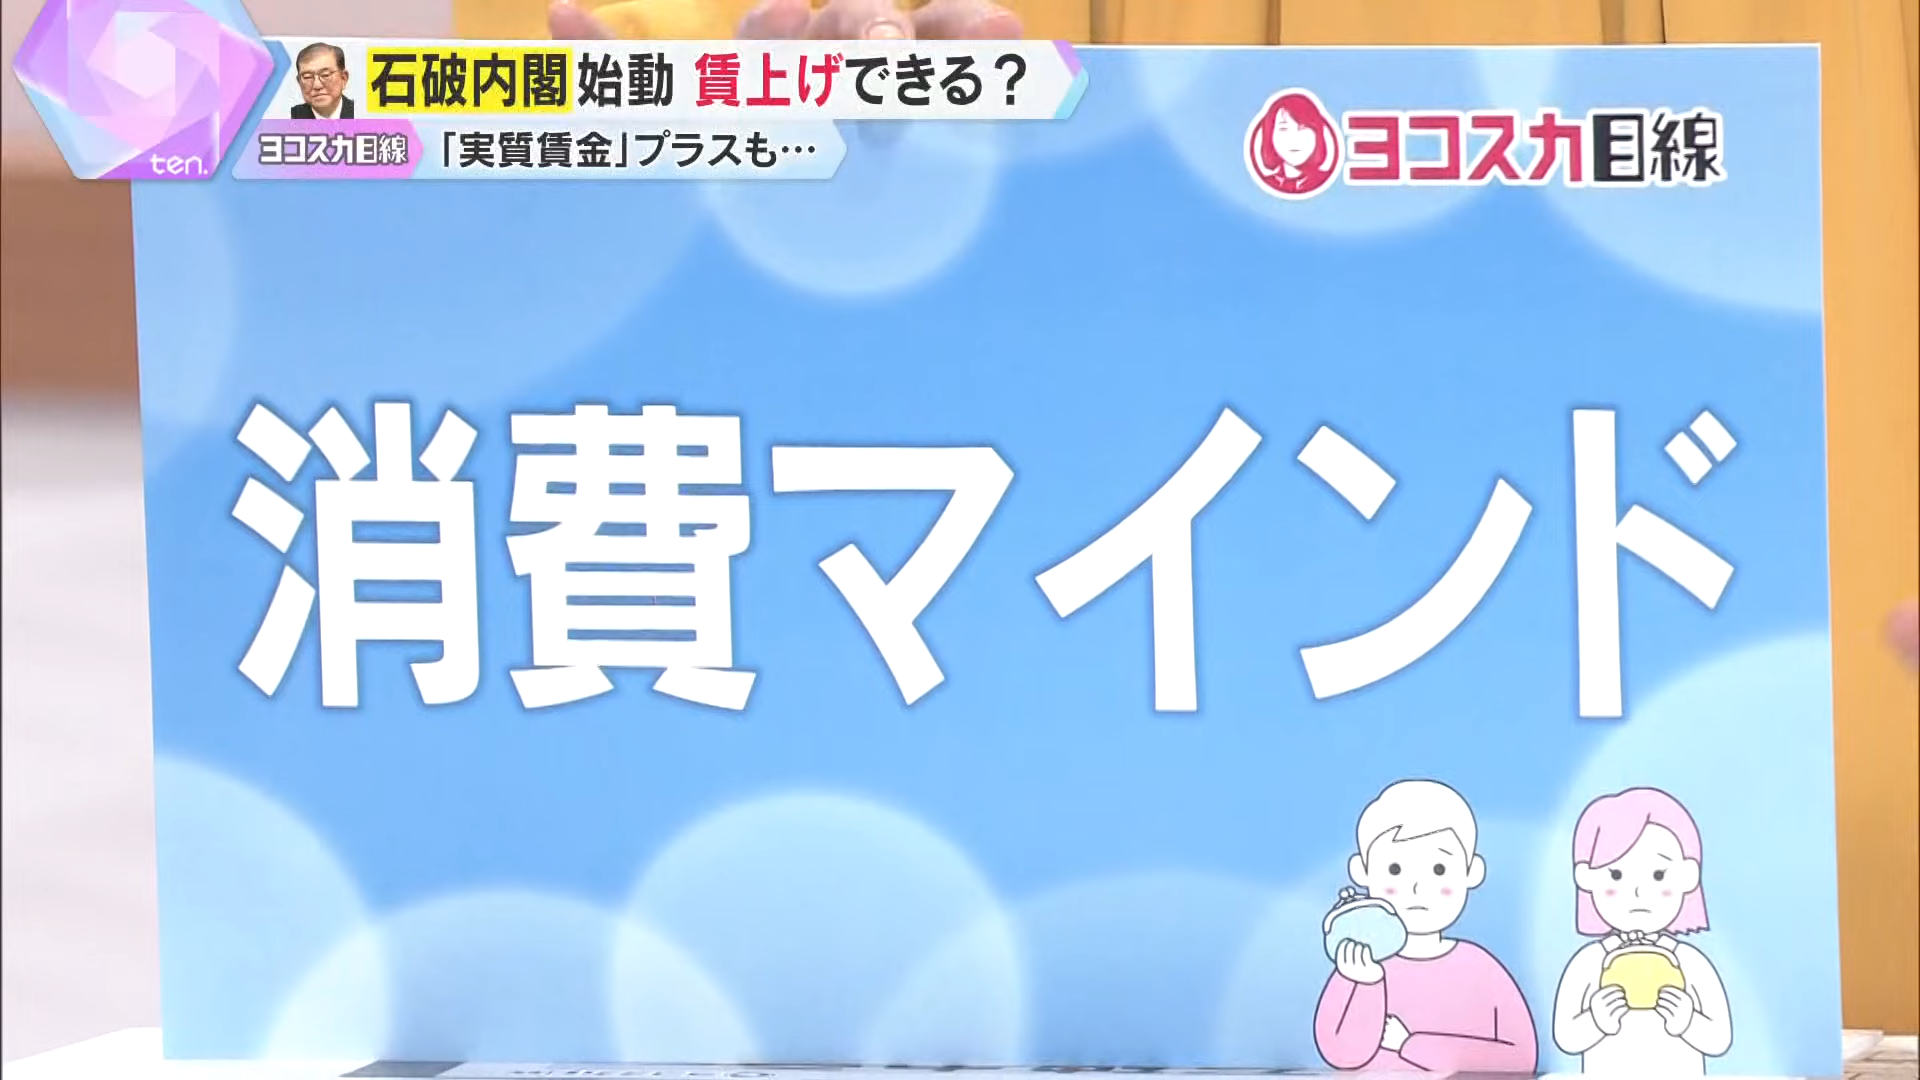 石破内閣始動 賃上げできる？
ten.
ヨコスカ目線
「実質賃金」プラスも…
ヨコスカ目線
消費マインド